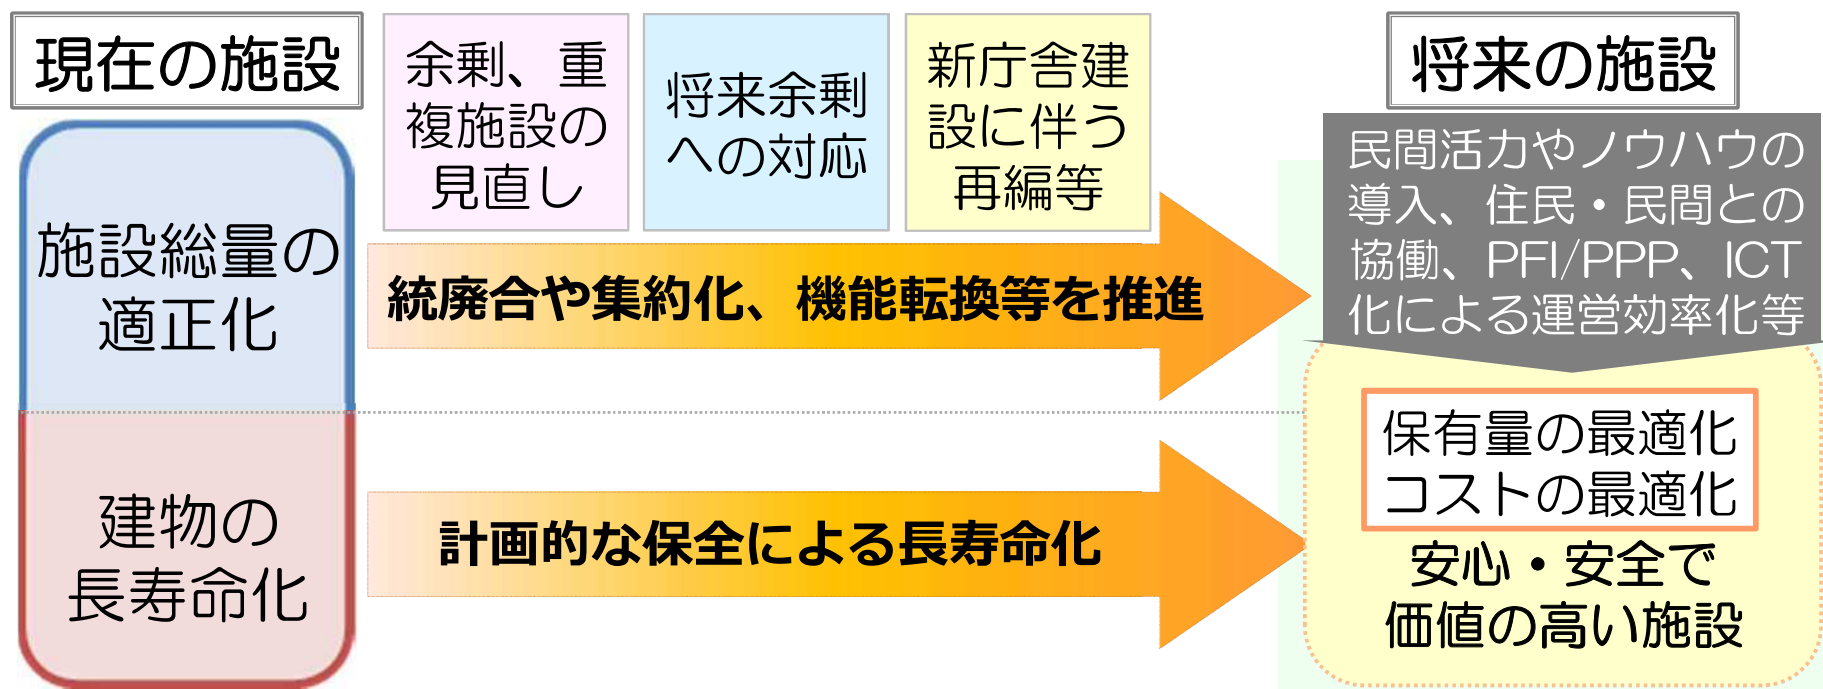 現在の施設
施設総量の
適正化
建物の
長寿命化
余剰、重
複施設の
見直し
将来余剰
への対応
新庁舎建
設に伴う
再編等
統廃合や集約化、機能転換等を推進
計画的な保全による長寿命化
将来の施設
民間活力やノウハウの
導入、住民・民間との
協働、PFI/PPP、ICT
化による運営効率化等
保有量の最適化
コストの最適化
安心・安全で
価値の高い施設